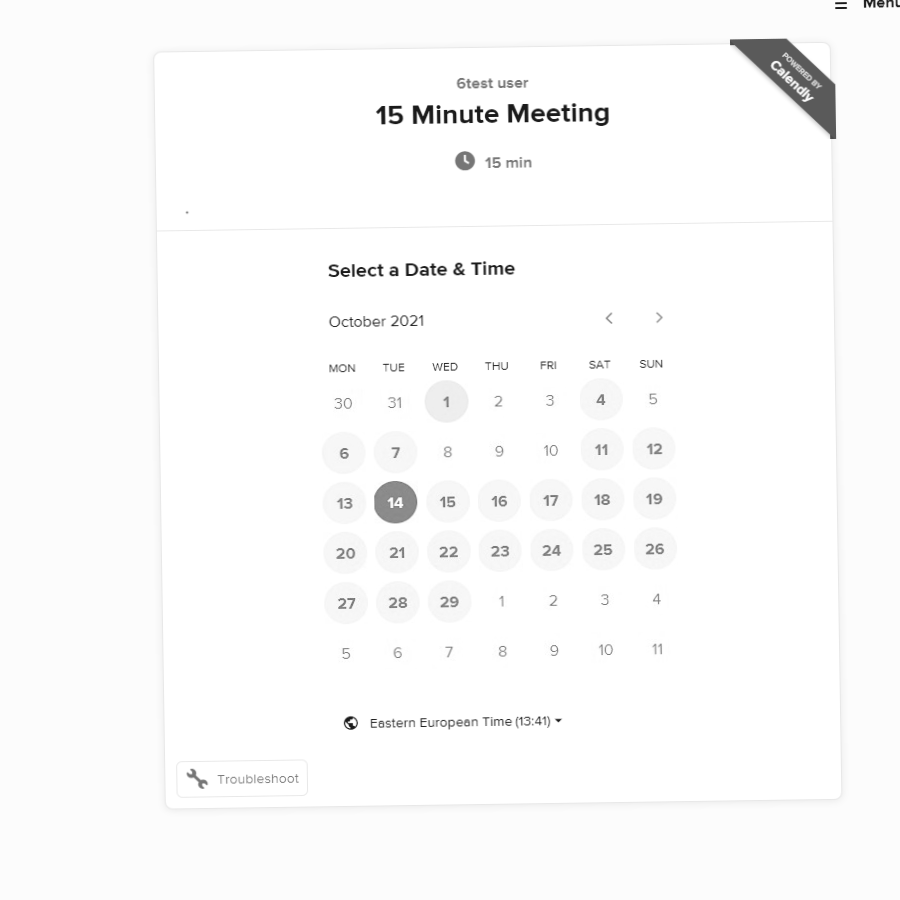 Menu
POWERED BY
Calendly
6test user
15 Minute Meeting
15 min
.
Select a Date & Time
October 2021
MON TUE WED THU FRI SAT SUN
30 31 1 2 3 4 5
6 7 8 9 10 11 12
13 14 15 16 17 18 19
20 21 22 23 24 25 26
27 28 29 1 2 3 4
5 6 7 8 9 10 11
Eastern European Time (13:41)
Troubleshoot